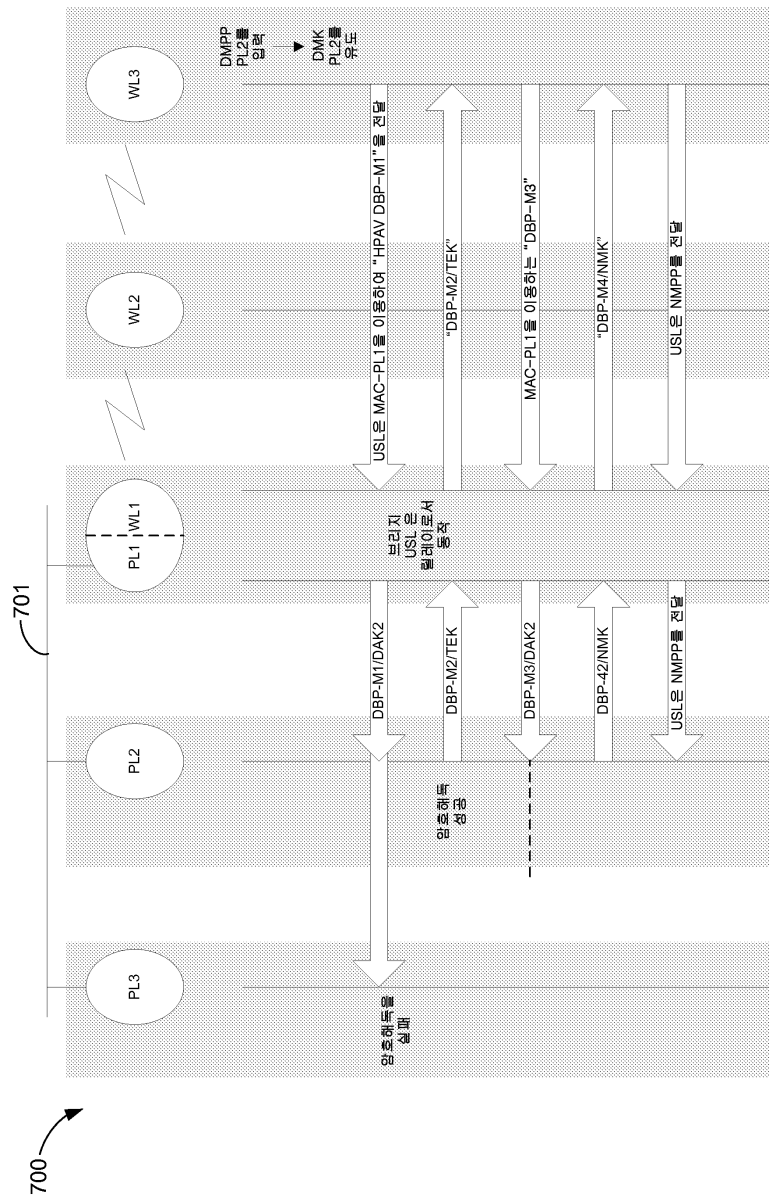 700
701
PL3
PL2
PL1
WL1
WL2
WL3
DMPP
PL2를
입력
DMK
PL2를
유도
USL은 MAC-PL1을 이용하여 "HPAV DBP-M1"을 전달
"DBP-M2/TEK"
MAC-PL1을 이용하는 "DBP-M3"
"DBP-M4/NMK"
USL은 NMPP를 전달
브리지
USL 은
릴레이로서
동작
DBP-M1/DAK2
DBP-M2/TEK
DBP-M3/DAK2
DBP-42/NMK
USL은 NMPP를 전달
암호해독
성공
암호해독을
실패